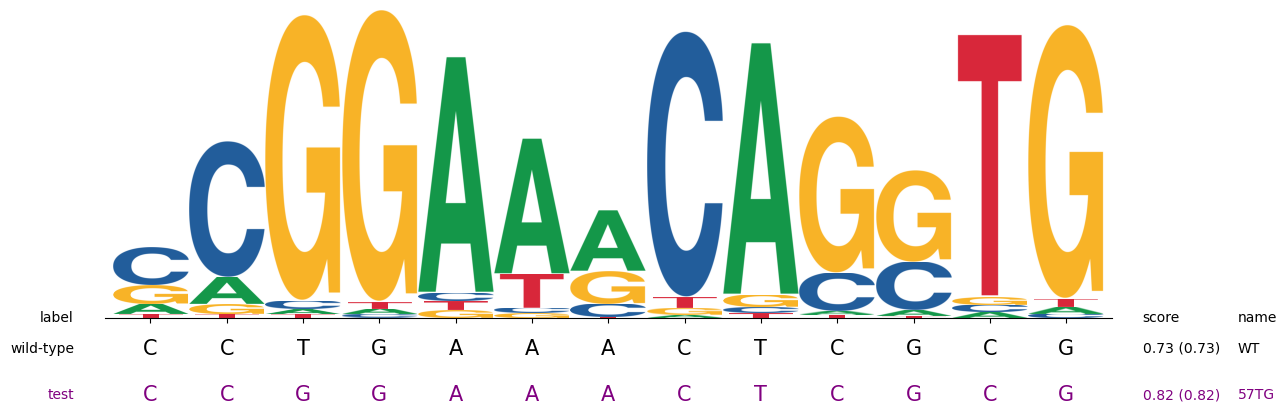 C C G G A A A C A G G T G
G A C A C T C G T G C C G A
label score name
wild-type C C T G A A A C T C G C G 0.73 (0.73) WT
test C C G G A A A C T C G C G 0.82 (0.82) 57TG